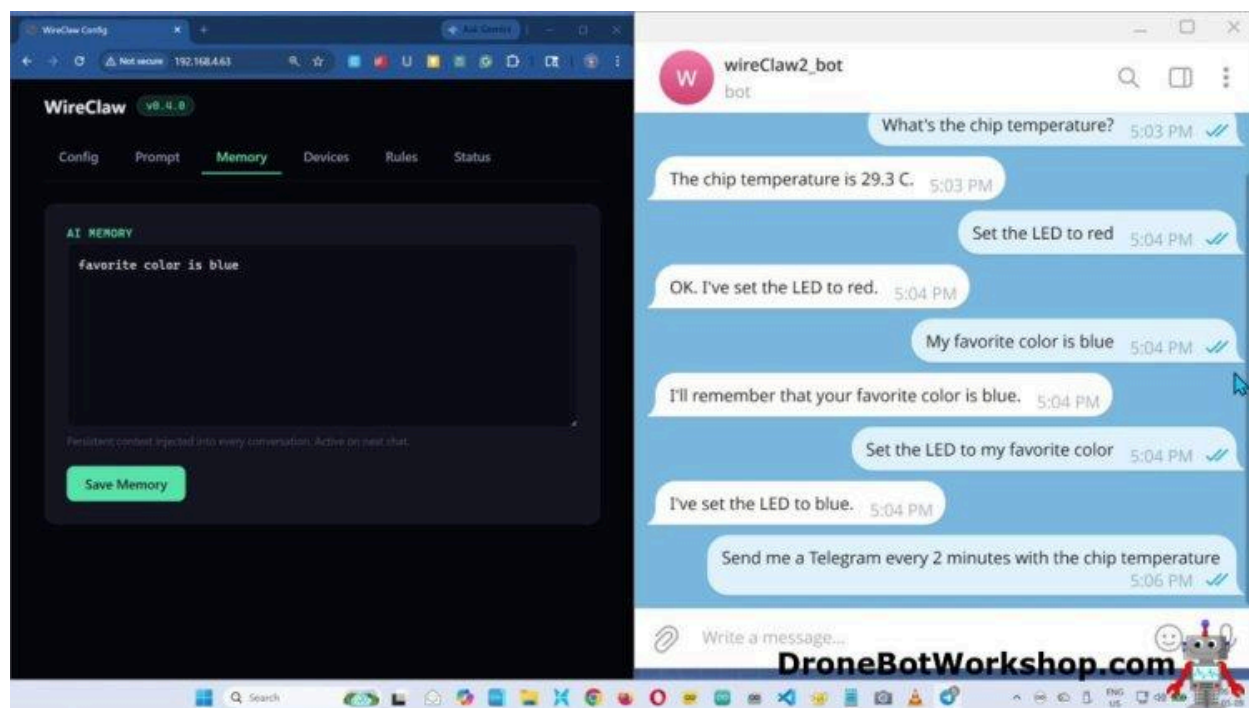 WireClaw Config
Not secure 192.168.4.63
WireClaw v0.4.0
Config Prompt Memory Devices Rules Status
AI MEMORY
favorite color is blue
Persistent context injected into every conversation. Active on next chat.
Save Memory
W
wireClaw2_bot
bot
What's the chip temperature? 5:03 PM
The chip temperature is 29.3 C. 5:03 PM
Set the LED to red 5:04 PM
OK. I've set the LED to red. 5:04 PM
My favorite color is blue 5:04 PM
I'll remember that your favorite color is blue. 5:04 PM
Set the LED to my favorite color 5:04 PM
I've set the LED to blue. 5:04 PM
Send me a Telegram every 2 minutes with the chip temperature
5:06 PM
Write a message...
DroneBotWorkshop.com
Search
ENG
US